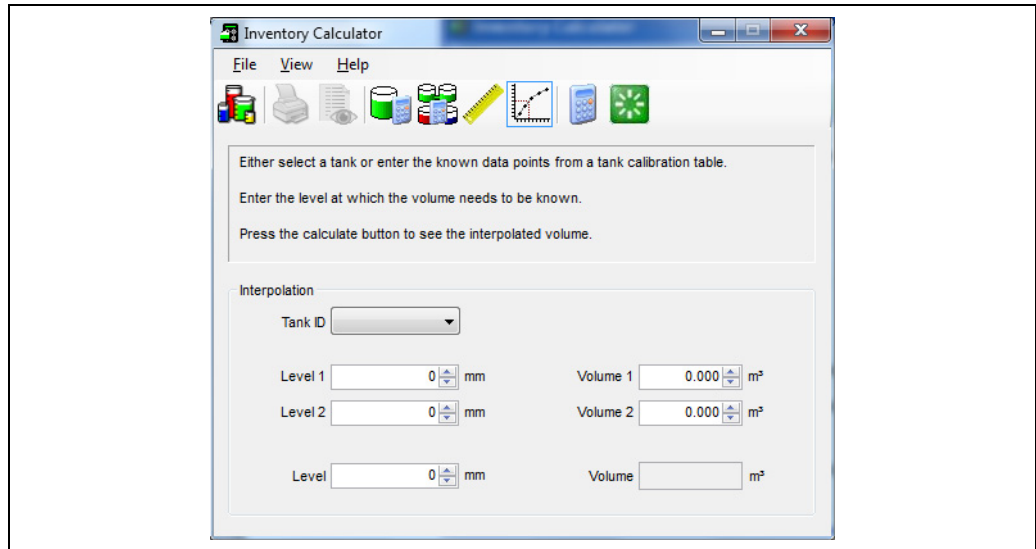 Inventory Calculator
File View Help
Either select a tank or enter the known data points from a tank calibration table.
Enter the level at which the volume needs to be known.
Press the calculate button to see the interpolated volume.
Interpolation
Tank ID
Level 1 0 mm Volume 1 0.000 m³
Level 2 0 mm Volume 2 0.000 m³
Level 0 mm Volume m³